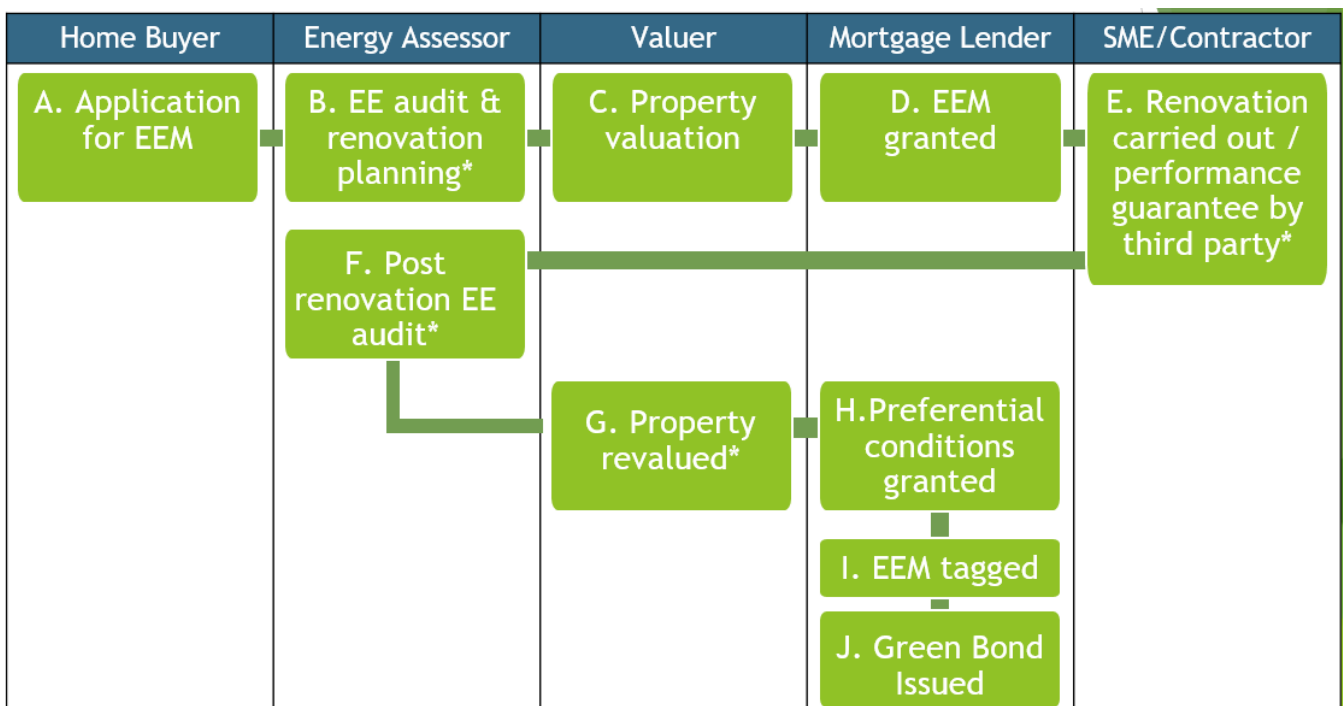 Home Buyer
Energy Assessor
Valuer
Mortgage Lender
SME/Contractor
A. Application
for EEM
B. EE audit &
renovation
planning*
C. Property
valuation
D. EEM
granted
E. Renovation
carried out /
performance
guarantee by
third party*
F. Post
renovation EE
audit*
G. Property
revalued*
H.Preferential
conditions
granted
I. EEM tagged
J. Green Bond
Issued